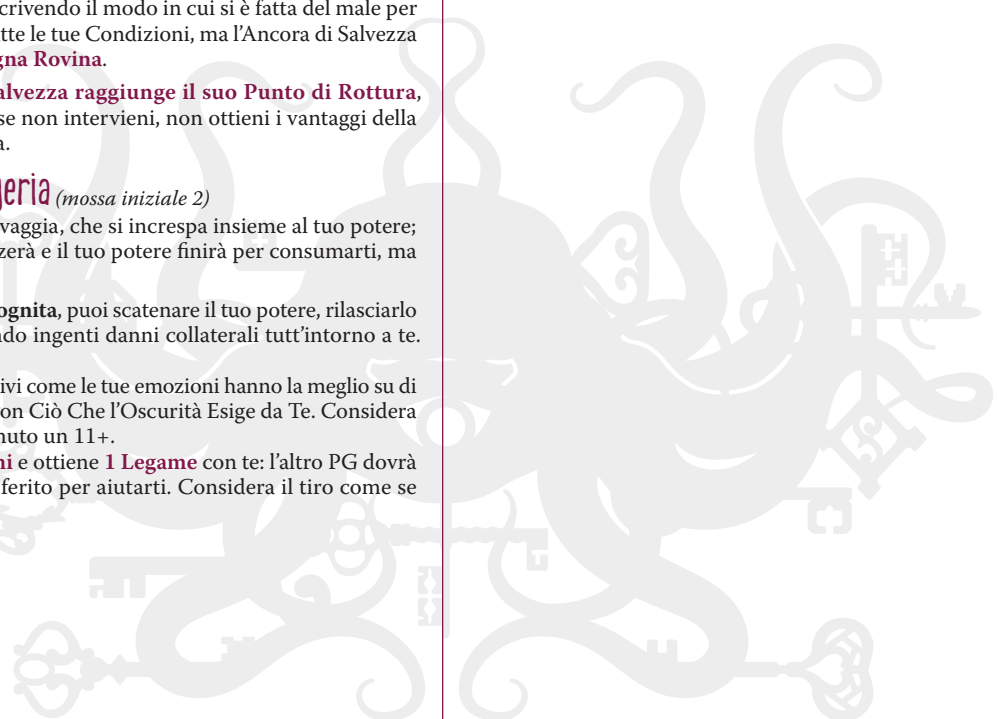 crivendo il modo in cui si è fatta del male per
tte le tue Condizioni, ma l'Ancora di Salvezza
gna Rovina.
alvezza raggiunge il suo Punto di Rottura,
se non intervieni, non ottieni i vantaggi della
a.
geria (mossa iniziale 2)
vaggia, che si increspa insieme al tuo potere;
zerà e il tuo potere finirà per consumarti, ma
ognita, puoi scatenare il tuo potere, rilasciarlo
ndo ingenti danni collaterali tutt'intorno a te.
ivi come le tue emozioni hanno la meglio su di
on Ciò Che l'Oscurità Esige da Te. Considera
nuto un 11+.
ni e ottiene 1 Legame con te: l'altro PG dovrà
ferito per aiutarti. Considera il tiro come se